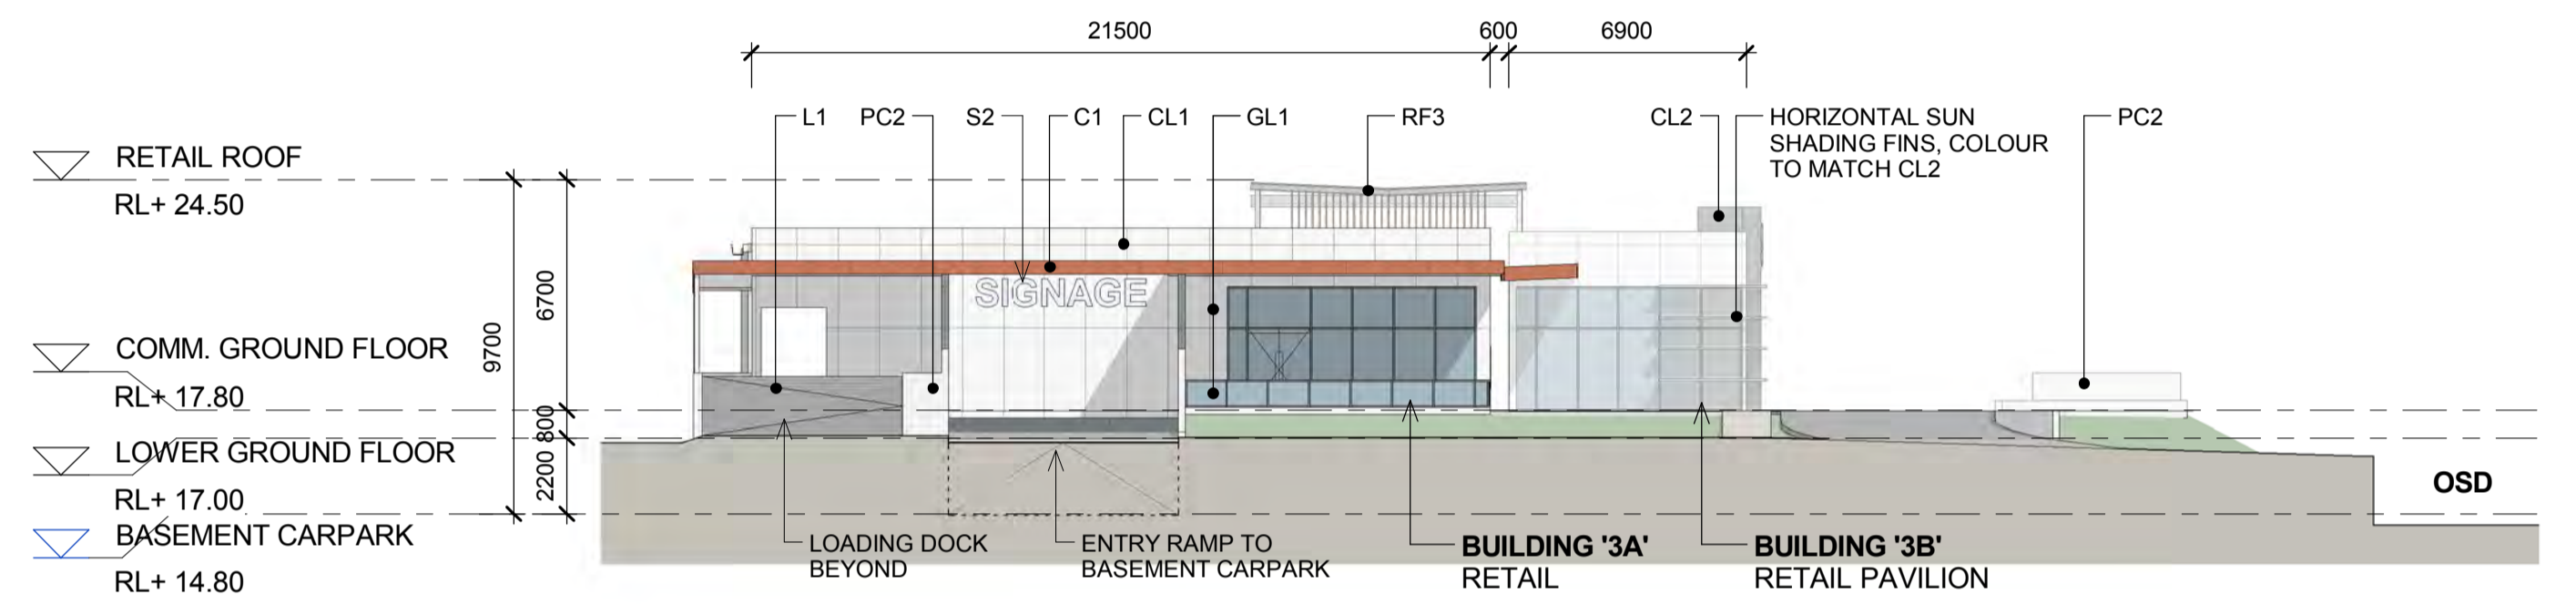 21500
600
6900
L1
PC2
S2
C1
CL1
GL1
RF3
CL2
HORIZONTAL SUN
SHADING FINS, COLOUR
TO MATCH CL2
PC2
RETAIL ROOF
RL+ 24.50
COMM. GROUND FLOOR
RL+ 17.80
LOWER GROUND FLOOR
RL+ 17.00
BASEMENT CARPARK
RL+ 14.80
9700
6700
800
2200
SIGNAGE
OSD
LOADING DOCK
BEYOND
ENTRY RAMP TO
BASEMENT CARPARK
BUILDING '3A'
RETAIL
BUILDING '3B'
RETAIL PAVILION